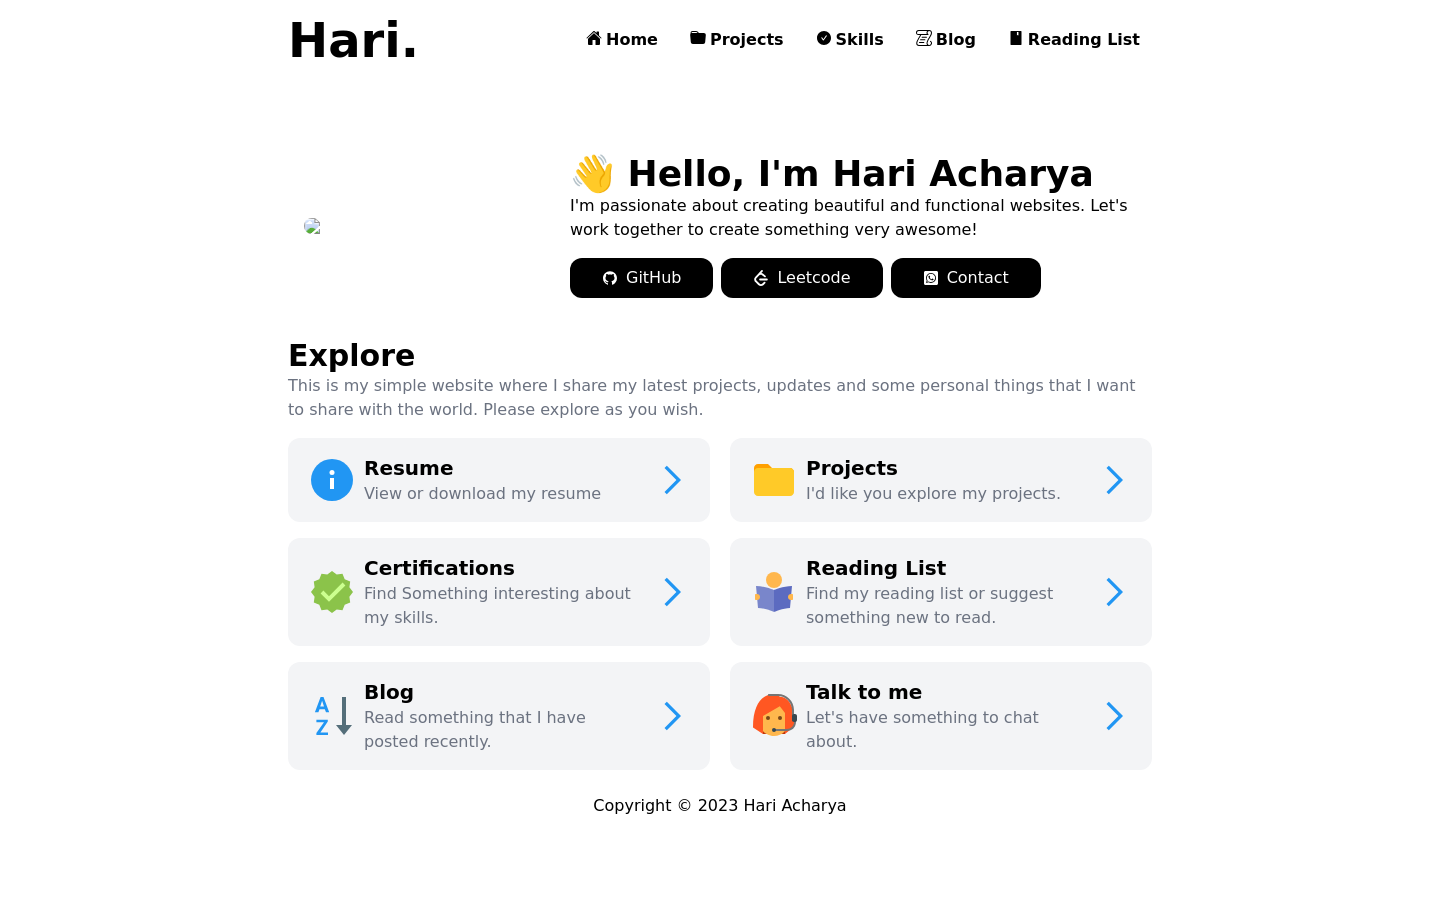 Hari.
Home
Projects
Skills
Blog
Reading List
👋 Hello, I'm Hari Acharya
I'm passionate about creating beautiful and functional websites. Let's
work together to create something very awesome!
GitHub
Leetcode
Contact
Explore
This is my simple website where I share my latest projects, updates and some personal things that I want
to share with the world. Please explore as you wish.
Resume
View or download my resume
Projects
I'd like you explore my projects.
Certifications
Find Something interesting about
my skills.
Reading List
Find my reading list or suggest
something new to read.
A
Z
Blog
Read something that I have
posted recently.
Talk to me
Let's have something to chat
about.
Copyright © 2023 Hari Acharya